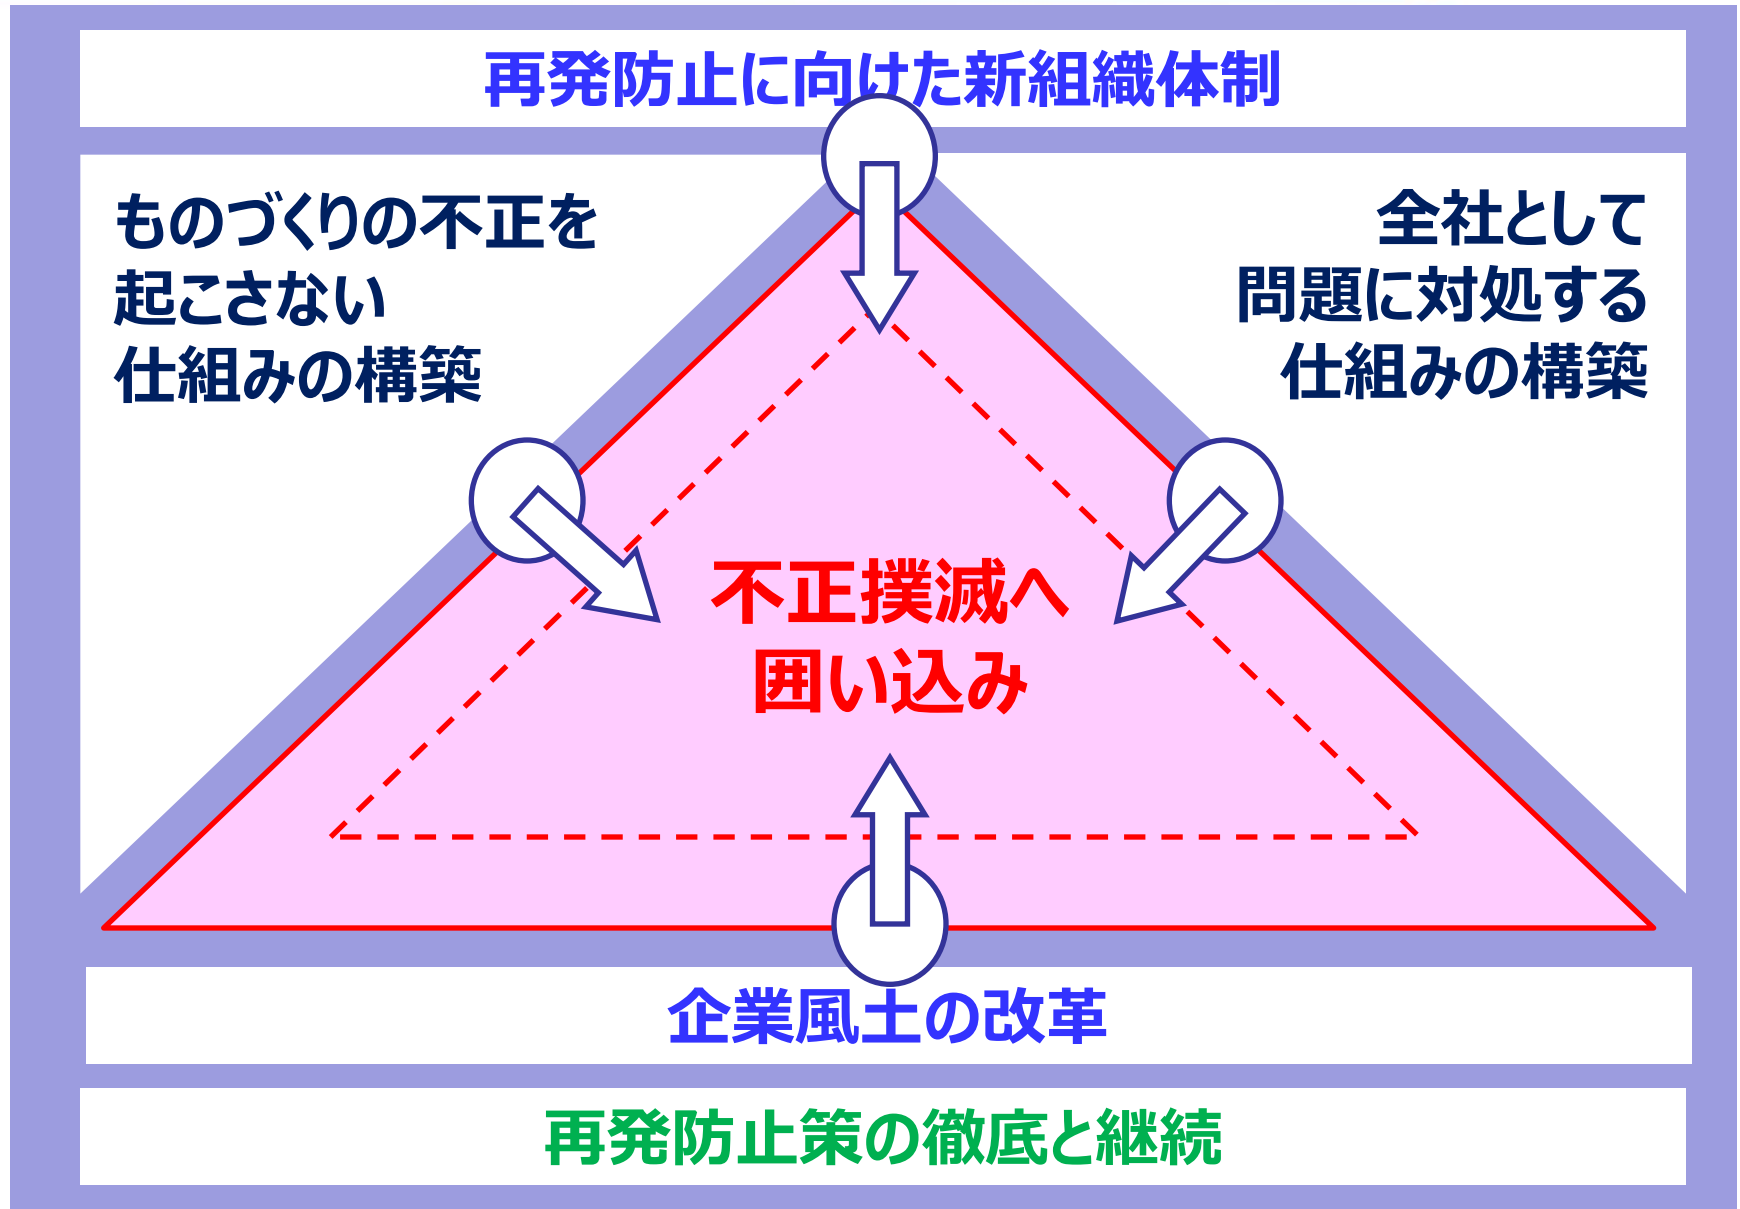 再発防止に向けた新組織体制
ものづくりの不正を
起こさない
仕組みの構築
全社として
問題に対処する
仕組みの構築
不正撲滅へ
囲い込み
企業風土の改革
再発防止策の徹底と継続